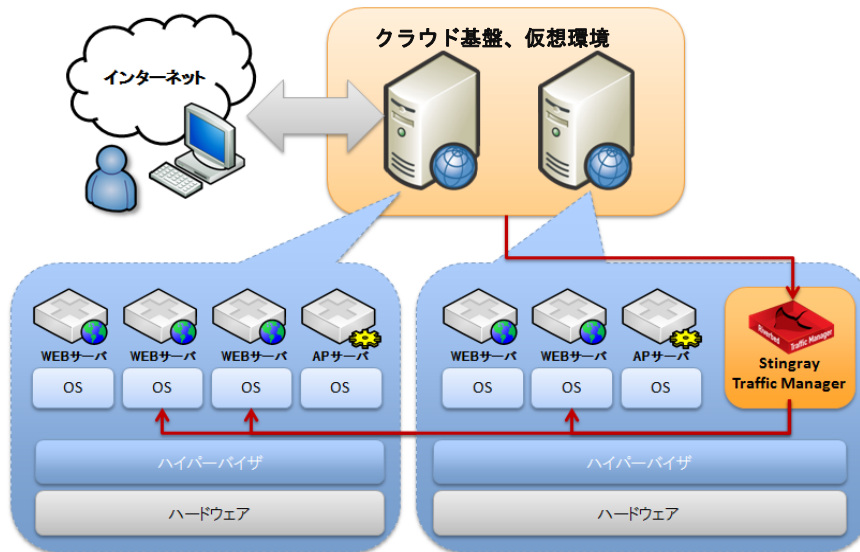 クラウド基盤、仮想環境
インターネット
WEBサーバ
WEBサーバ
WEBサーバ
APサーバ
OS
OS
OS
OS
ハイパーバイザ
ハードウェア
WEBサーバ
WEBサーバ
APサーバ
OS
OS
OS
Riverbed
Traffic Manager
Stingray
Traffic Manager
ハイパーバイザ
ハードウェア